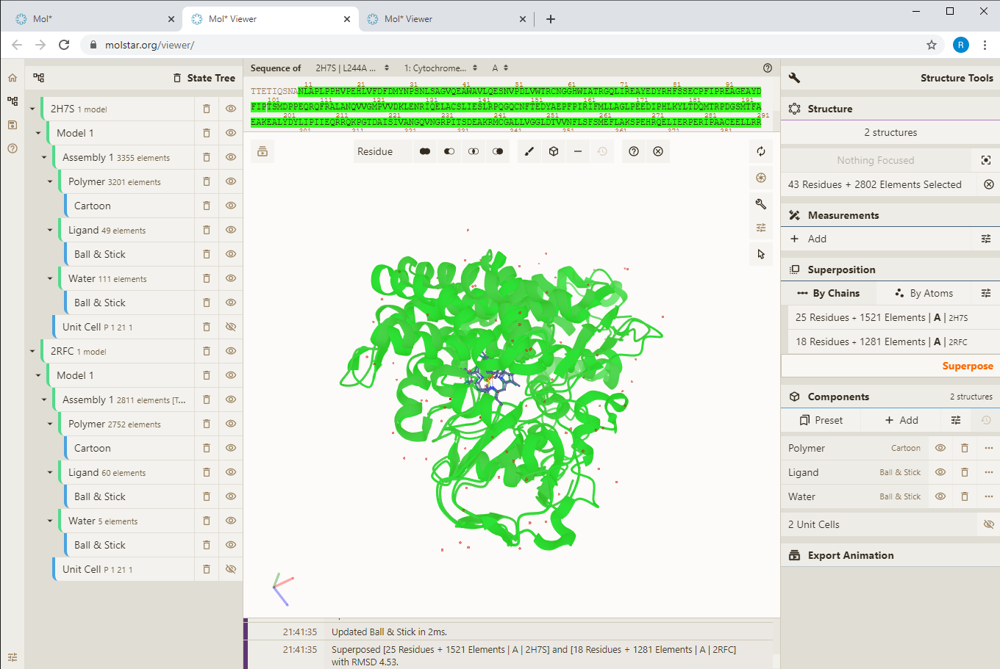 Mol*
Mol* Viewer
Mol* Viewer
molstar.org/viewer/
R
State Tree
2H7S 1 model
Model 1
Assembly 1 3355 elements
Polymer 3201 elements
Cartoon
Ligand 49 elements
Ball & Stick
Water 111 elements
Ball & Stick
Unit Cell P 1 21 1
2RFC 1 model
Model 1
Assembly 1 2811 elements [T...
Polymer 2752 elements
Cartoon
Ligand 60 elements
Ball & Stick
Water 5 elements
Ball & Stick
Unit Cell P 1 21 1
Sequence of 2H7S | L244A ... 1: Cytochrome... A
11 21 31 41 51 61 71 81 91
TTETIQSNANLAPLPPHVPEHLVFDFDMYNPSNLSAGVQEAWAVLQESNVPDLVWTRCNGGHWIATRGQLIREAYEDYRHFSSECPFIPREAGEAYD
101 111 121 131 141 151 161 171 181 191
FIPTSMDPPEQRQFRALANQVVGMPVVDKLENRIQELACSLIESLRPQGQCNFTEDYAEPFPIRIFMLLAGLPEEDIPHLKYLTDQMTRPDGSMTFA
201 211 221 231 241 251 261 271 281 291
EAKEALYDYLIPIIEQRRQKPGTDAISIVANGQVNGRPITSDEAKRMCGALLVVGGLDTVVNFLSFSMEFLAKSPEHRQELIERPERIPAACEELLRR
Residue
Structure Tools
Structure
2 structures
Nothing Focused
43 Residues + 2802 Elements Selected
Measurements
Add
Superposition
By Chains By Atoms
25 Residues + 1521 Elements | A | 2H7S
18 Residues + 1281 Elements | A | 2RFC
Superpose
Components 2 structures
Preset Add
Polymer Cartoon
Ligand Ball & Stick
Water Ball & Stick
2 Unit Cells
Export Animation
21:41:35 Updated Ball & Stick in 2ms.
21:41:35 Superposed [25 Residues + 1521 Elements | A | 2H7S] and [18 Residues + 1281 Elements | A | 2RFC]
with RMSD 4.53.